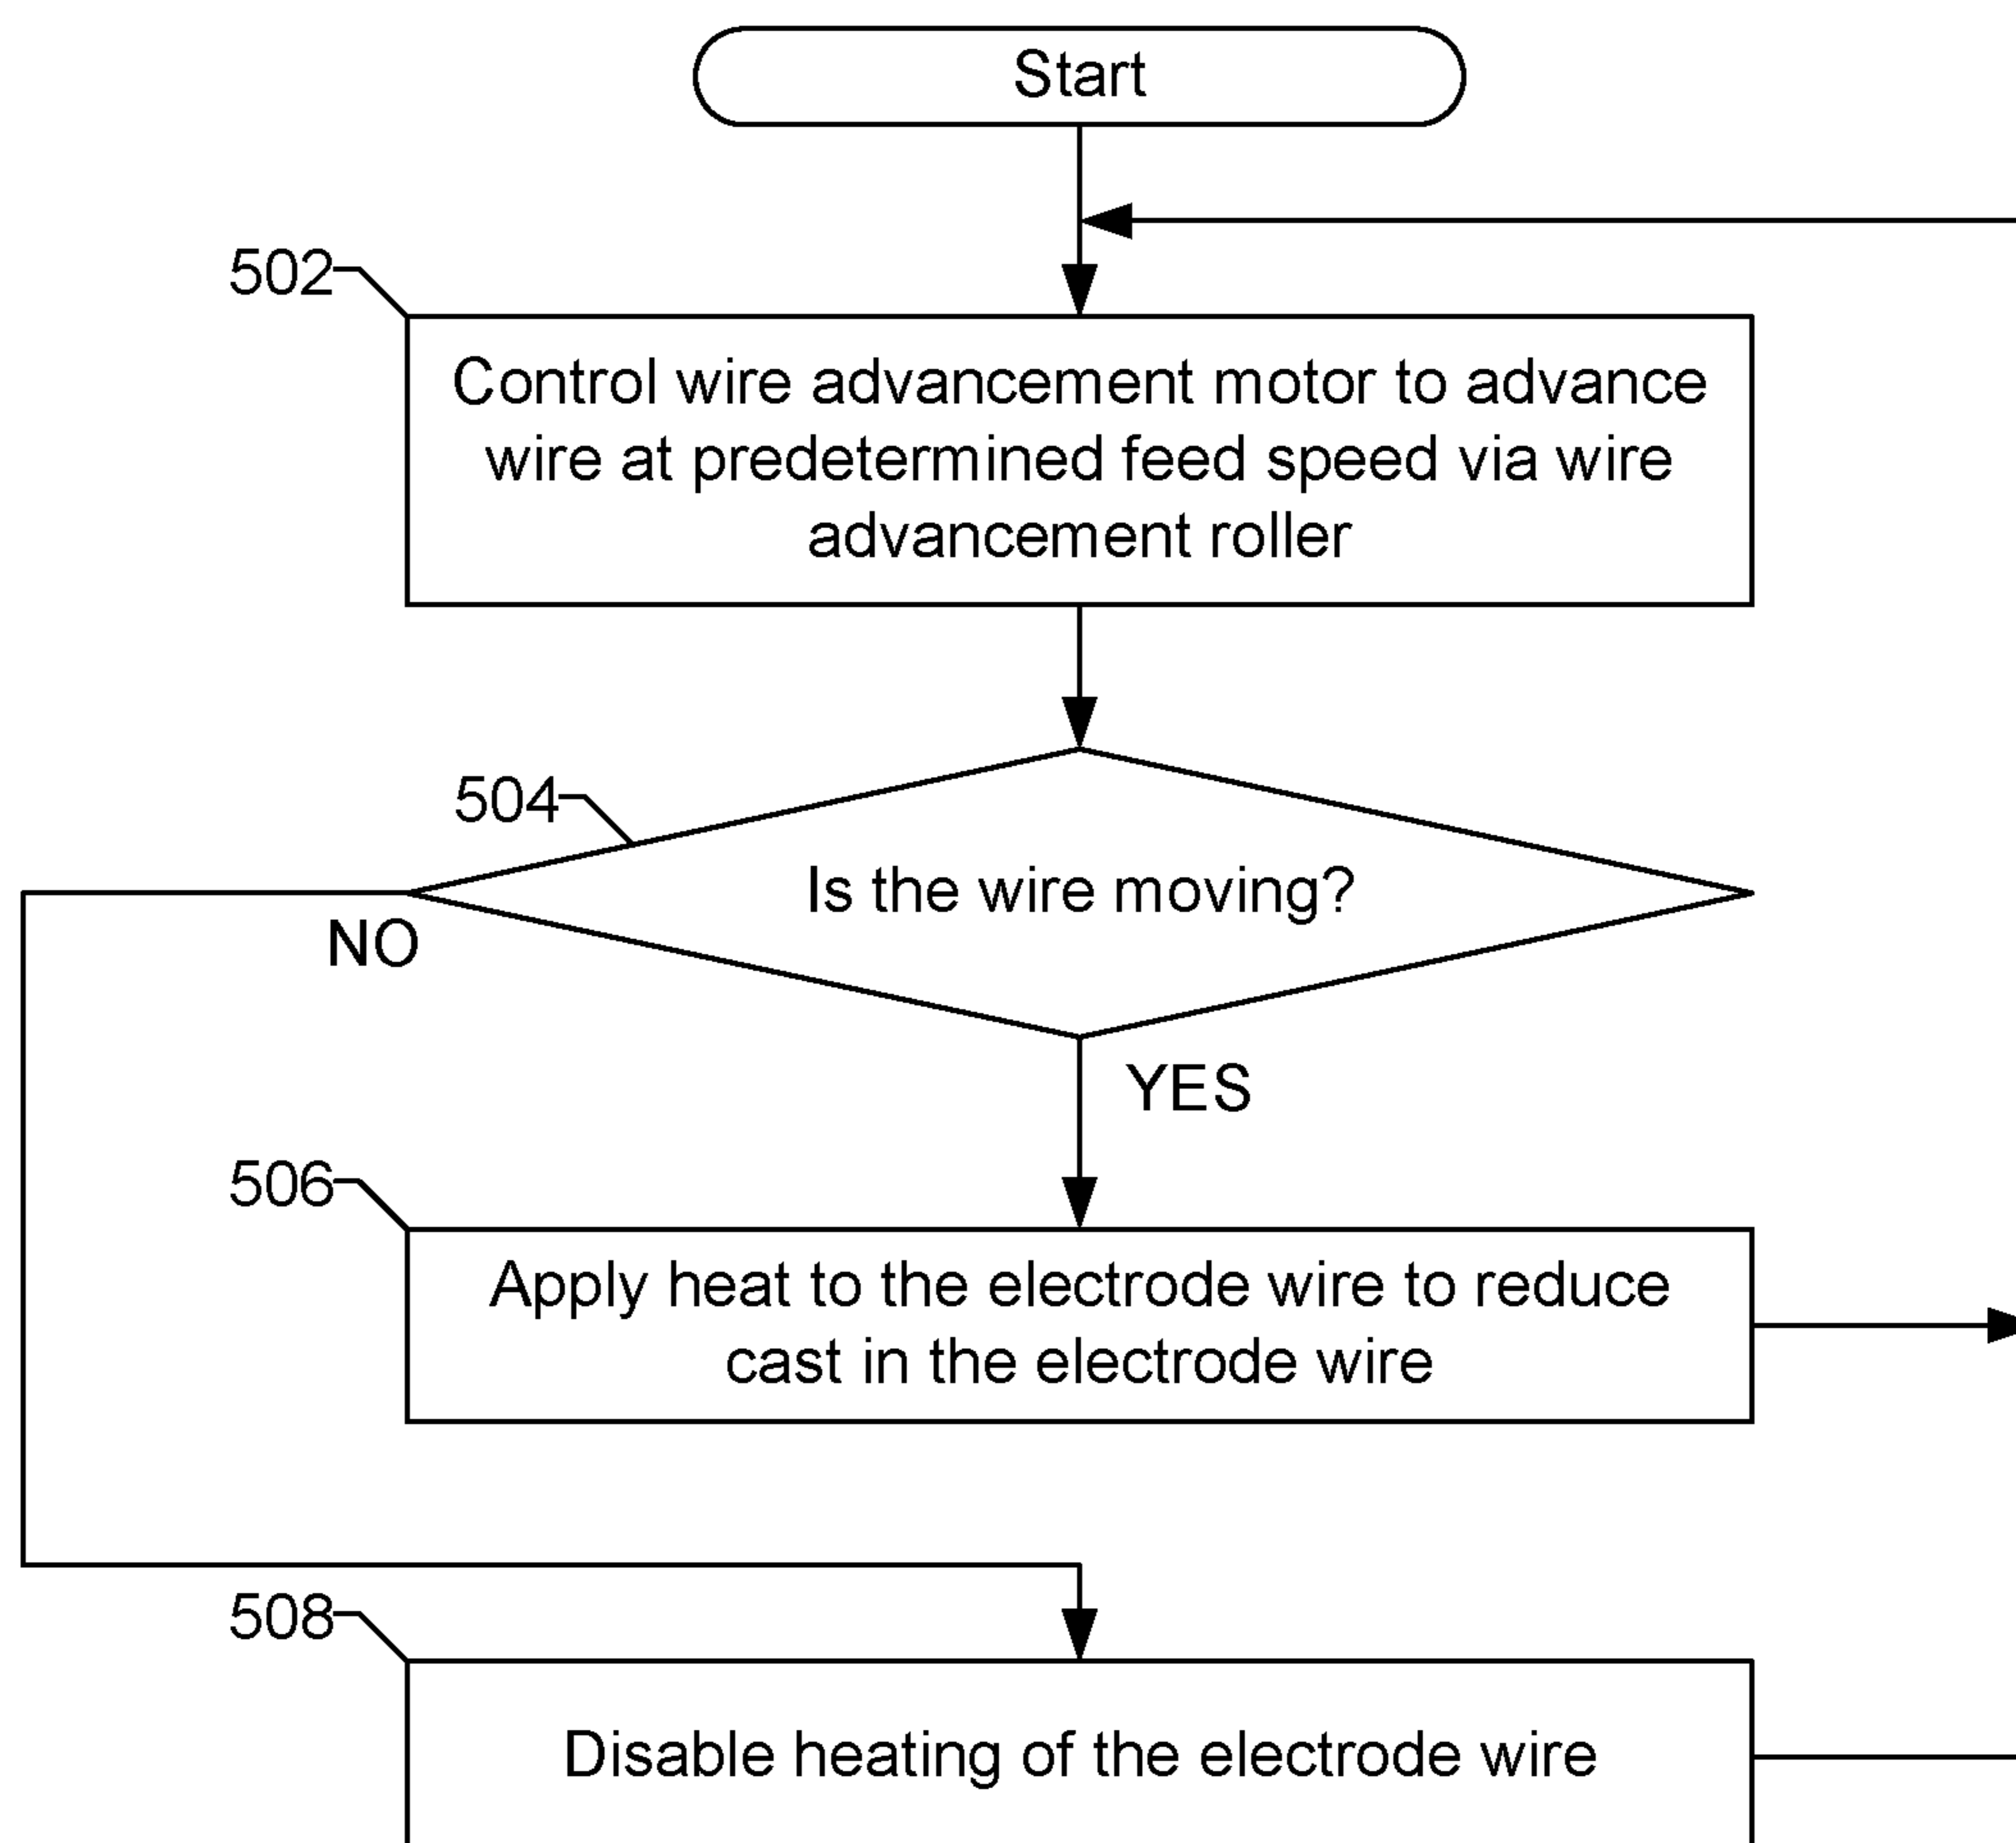 Start
502
Control wire advancement motor to advance
wire at predetermined feed speed via wire
advancement roller
504
Is the wire moving?
NO
YES
506
Apply heat to the electrode wire to reduce
cast in the electrode wire
508
Disable heating of the electrode wire